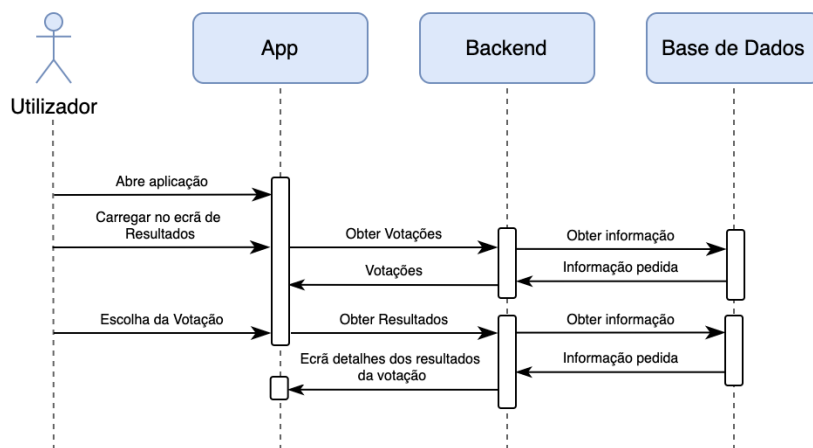 App
Backend
Base de Dados
Utilizador
Abre aplicação
Carregar no ecrã de
Resultados
Obter Votações
Obter informação
Votações
Informação pedida
Escolha da Votação
Obter Resultados
Obter informação
Ecrã detalhes dos resultados
da votação
Informação pedida